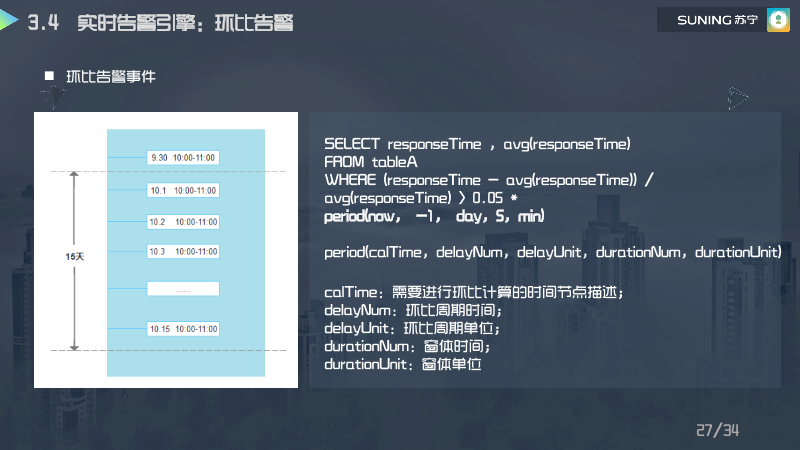 3.4 实时告警引擎：环比告警
SUNING 苏宁
■ 环比告警事件
9.30 10:00-11:00
10.1 10:00-11:00
10.2 10:00-11:00
10.3 10:00-11:00
......
10.15 10:00-11:00
15天
SELECT responseTime , avg(responseTime)
FROM tableA
WHERE (responseTime - avg(responseTime)) /
avg(responseTime) > 0.05 *
period(now, -1, day, 5, min)
period(calTime, delayNum, delayUnit, durationNum, durationUnit)
calTime：需要进行环比计算的时间节点描述；
delayNum：环比周期时间；
delayUnit：环比周期单位；
durationNum：窗体时间；
durationUnit：窗体单位
27/34